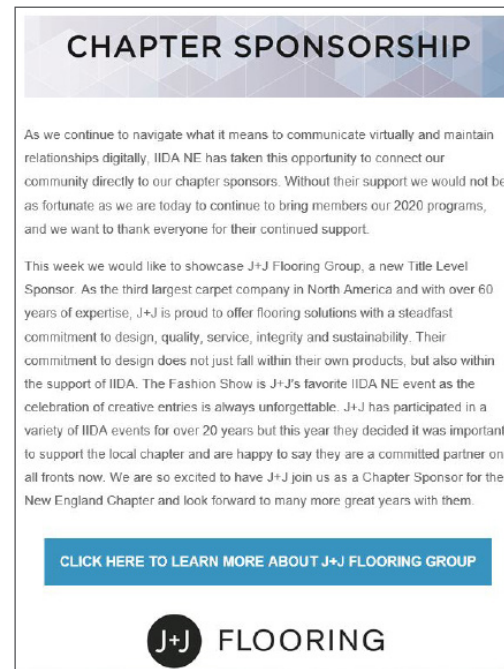 CHAPTER SPONSORSHIP
As we continue to navigate what it means to communicate virtually and maintain
relationships digitally, IIDA NE has taken this opportunity to connect our
community directly to our chapter sponsors. Without their support we would not be
as fortunate as we are today to continue to bring members our 2020 programs,
and we want to thank everyone for their continued support.
This week we would like to showcase J+J Flooring Group, a new Title Level
Sponsor. As the third largest carpet company in North America and with over 60
years of expertise, J+J is proud to offer flooring solutions with a steadfast
commitment to design, quality, service, integrity and sustainability. Their
commitment to design does not just fall within their own products, but also within
the support of IIDA. The Fashion Show is J+J's favorite IIDA NE event as the
celebration of creative entries is always unforgettable. J+J has participated in a
variety of IIDA events for over 20 years but this year they decided it was important
to support the local chapter and are happy to say they are a committed partner on
all fronts now. We are so excited to have J+J join us as a Chapter Sponsor for the
New England Chapter and look forward to many more great years with them.
CLICK HERE TO LEARN MORE ABOUT J+J FLOORING GROUP
J+J FLOORING